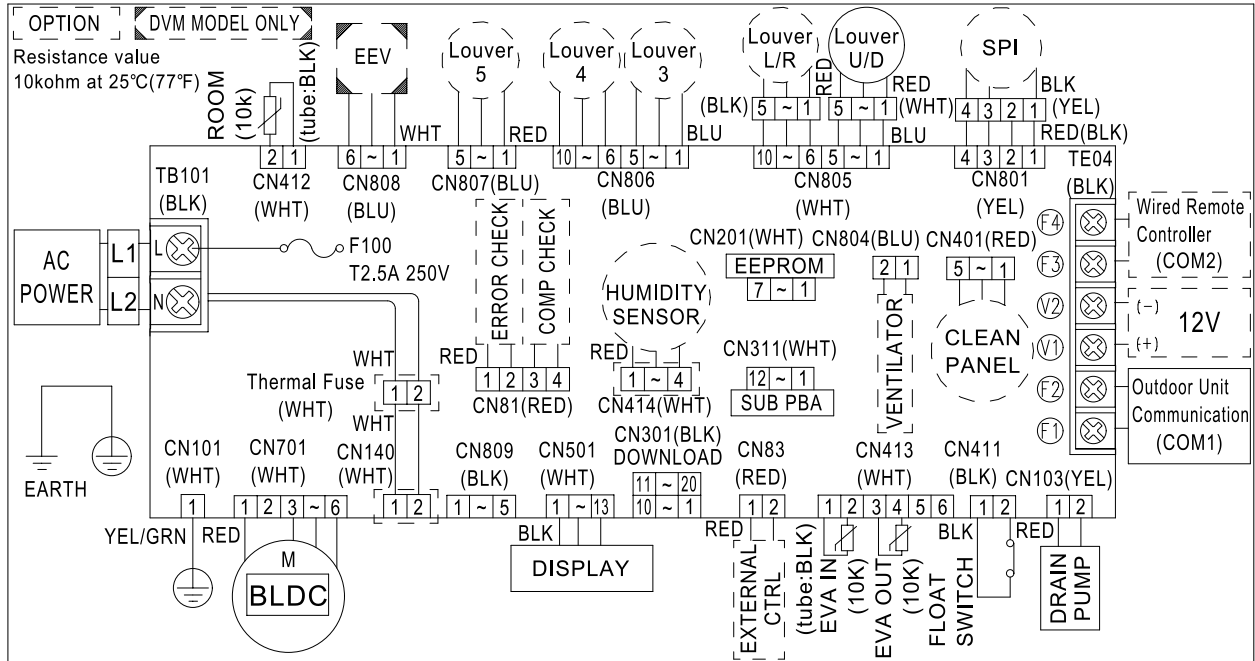 OPTION
DVM MODEL ONLY
Resistance value
10kohm at 25℃(77℉)
ROOM
(10k)
(tube:BLK)
EEV
WHT
Louver
5
RED
Louver
4
Louver
3
BLU
Louver
L/R
RED
Louver
U/D
RED
(BLK) 5 ~ 1
5 ~ 1 (WHT)
BLU
SPI
BLK
4 3 2 1 (YEL)
RED(BLK)
2 1
6 ~ 1
5 ~ 1
10 ~ 6 5 ~ 1
10 ~ 6 5 ~ 1
4 3 2 1
TB101
(BLK)
CN412
(WHT)
CN808
(BLU)
CN807(BLU)
CN806
(BLU)
CN805
(WHT)
CN801
(YEL)
TE04
(BLK)
AC
POWER
L1
L2
L
N
F100
T2.5A 250V
ERROR CHECK
COMP CHECK
RED
1 2 3 4
CN81(RED)
HUMIDITY
SENSOR
RED
1 ~ 4
CN414(WHT)
CN201(WHT)
EEPROM
7 ~ 1
CN311(WHT)
12 ~ 1
SUB PBA
CN804(BLU)
2 1
VENTILATOR
CN401(RED)
5 ~ 1
CLEAN
PANEL
F4
F3
V2
V1
F2
F1
Wired Remote
Controller
(COM2)
(-)
12V
(+)
Outdoor Unit
Communication
(COM1)
WHT
Thermal Fuse
(WHT)
1 2
WHT
EARTH
CN101
(WHT)
1
YEL/GRN
CN701
(WHT)
1 2 3 ~ 6
RED
M
BLDC
CN140
(WHT)
1 2
CN809
(BLK)
1 ~ 5
CN501
(WHT)
1 ~ 13
BLK
DISPLAY
CN301(BLK)
DOWNLOAD
11 ~ 20
10 ~ 1
CN83
(RED)
1 2
RED
EXTERNAL
CTRL
CN413
(WHT)
1 2 3 4 5 6
(tube:BLK)
EVA IN
(10K)
EVA OUT
(10K)
FLOAT
SWITCH
CN411
(BLK)
1 2
BLK
CN103(YEL)
1 2
RED
DRAIN
PUMP